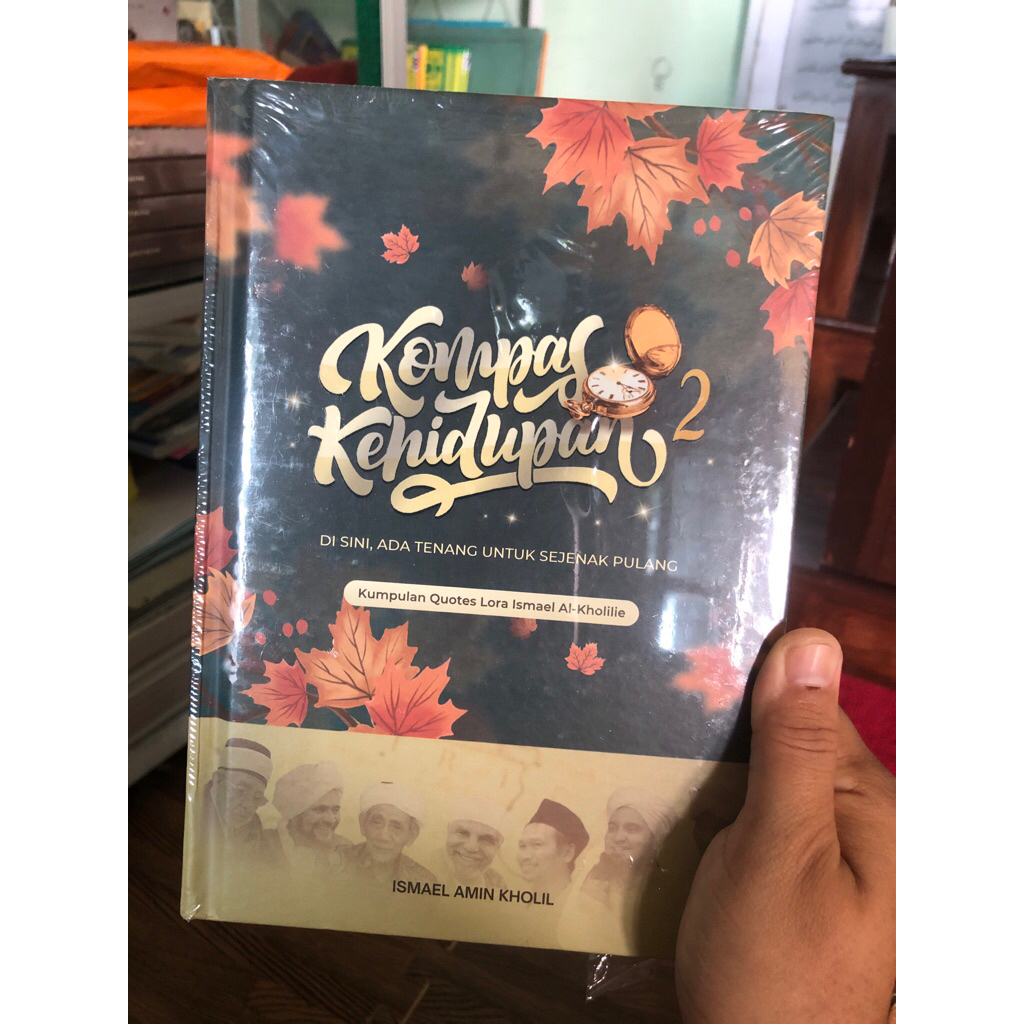 Kompas
Kehidupan 2
DI SINI, ADA TENANG UNTUK SEJENAK PULANG
Kumpulan Quotes Lora Ismael Al-Kholilie
ISMAEL AMIN KHOLIL